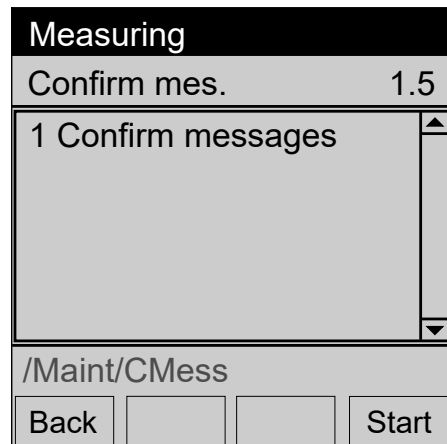 Measuring
Confirm mes. 1.5
1 Confirm messages
/Maint/CMess
Back Start